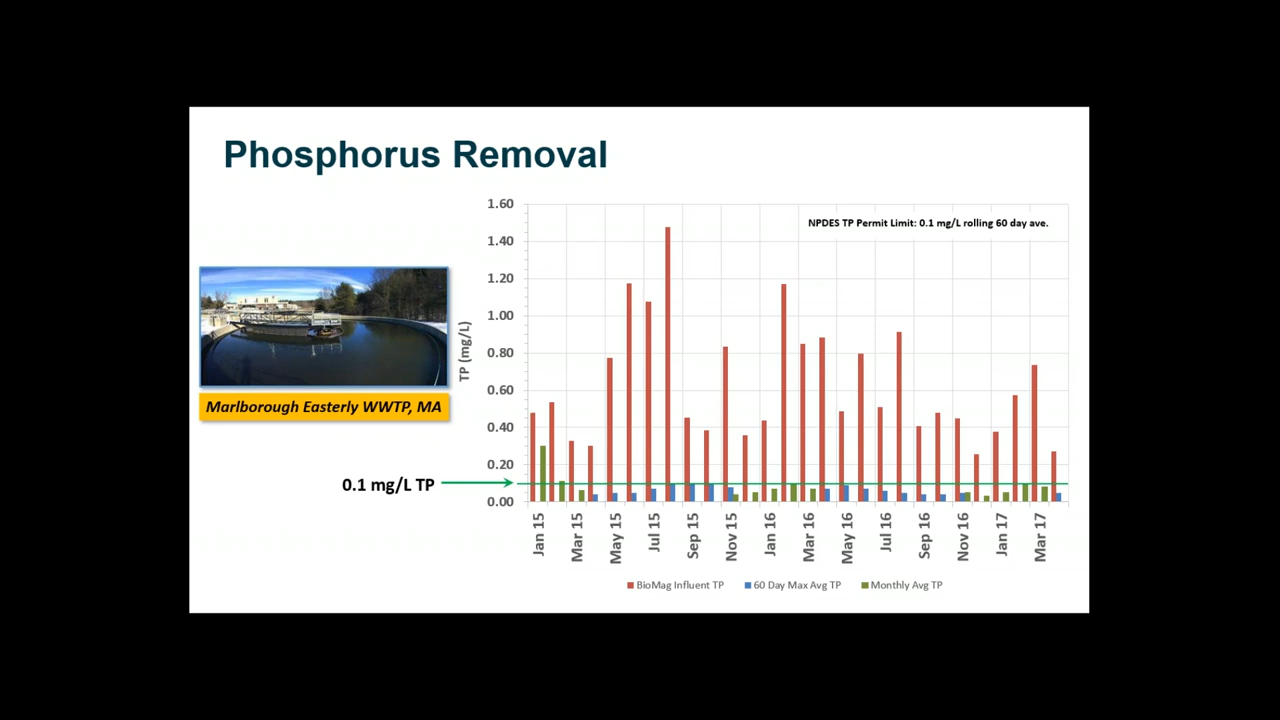 Phosphorus Removal
NPDES TP Permit Limit: 0.1 mg/L rolling 60 day ave.
1.60
1.40
1.20
1.00
0.80
0.60
0.40
0.20
0.00
TP (mg/L)
Marlborough Easterly WWTP, MA
0.1 mg/L TP
Jan 15
Mar 15
May 15
Jul 15
Sep 15
Nov 15
Jan 16
Mar 16
May 16
Jul 16
Sep 16
Nov 16
Jan 17
Mar 17
BioMag Influent TP
60 Day Max Avg TP
Monthly Avg TP